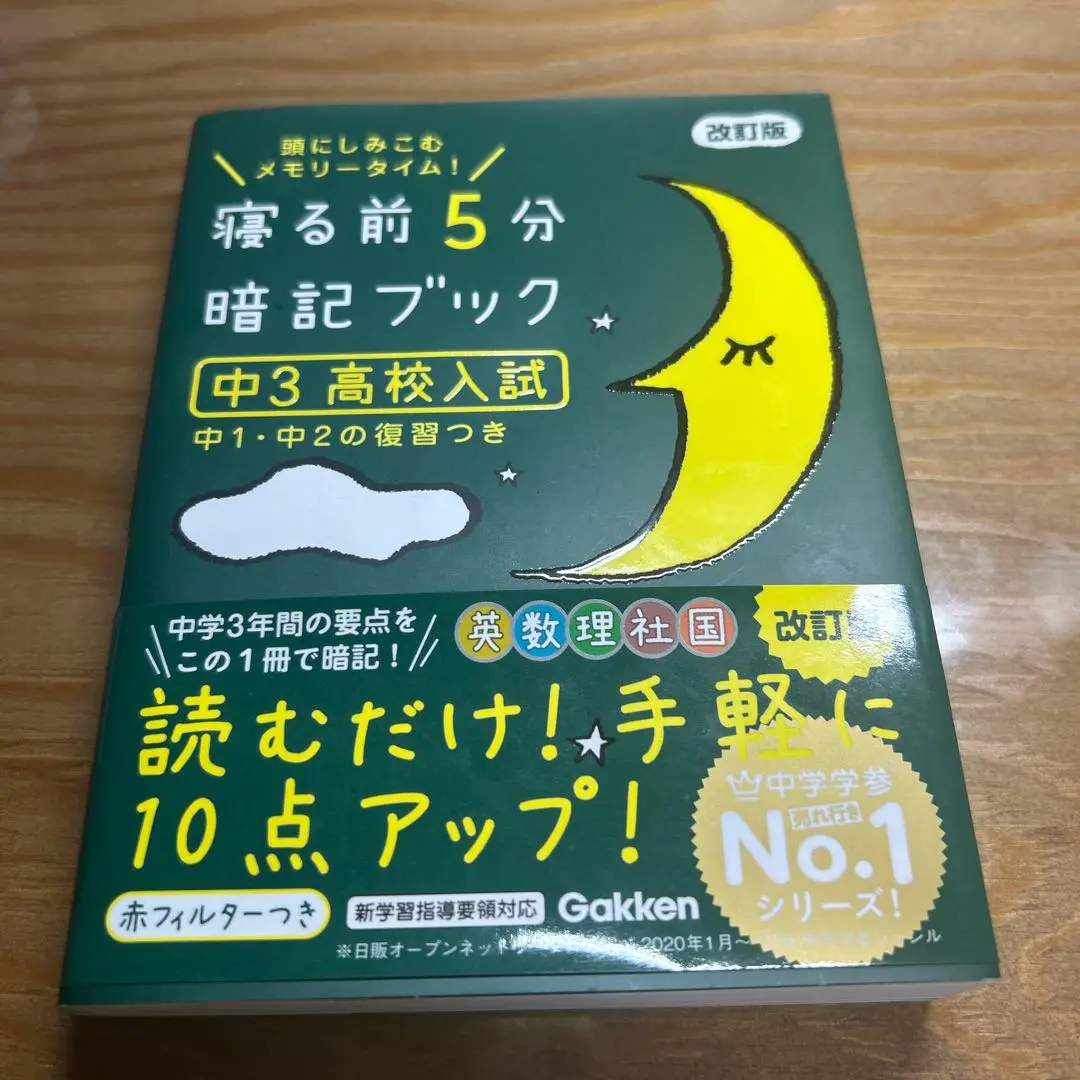 改訂版
頭にしみこむ
メモリータイム!
寝る前5分
暗記ブック
中3 高校入試
中1・中2の復習つき
中学3年間の要点を
この1冊で暗記!
英数理社国
改訂
読むだけ!手軽に
10点アップ!
中学学参
売れ行き
No.1
シリーズ!
赤フィルターつき
新学習指導要領対応
Gakken
※日販オープンネット
2020年1月~